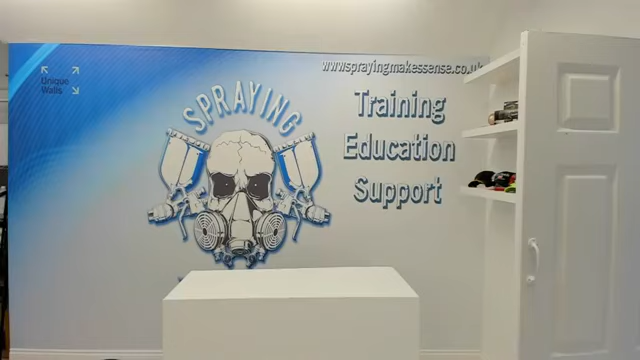 www.sprayingmakessense.co.uk
Unique
Walls
SPRAYING
Training
Education
Support